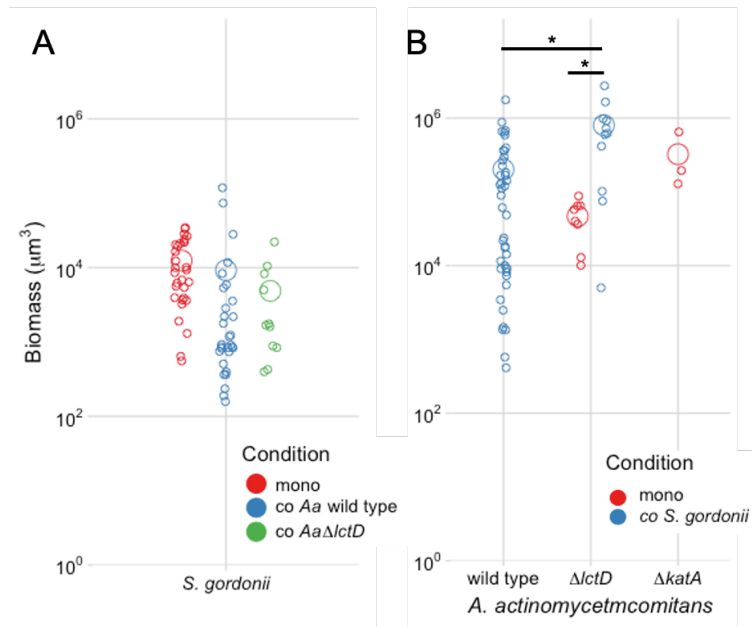 A
B
*
*
10⁶
10⁴
10²
10⁰
Biomass (µm³)
Condition
mono
co Aa wild type
co AaΔlctD
S. gordonii
10⁶
10⁴
10²
10⁰
Condition
mono
co S. gordonii
wild type ΔlctD ΔkatA
A. actinomycetmcomitans